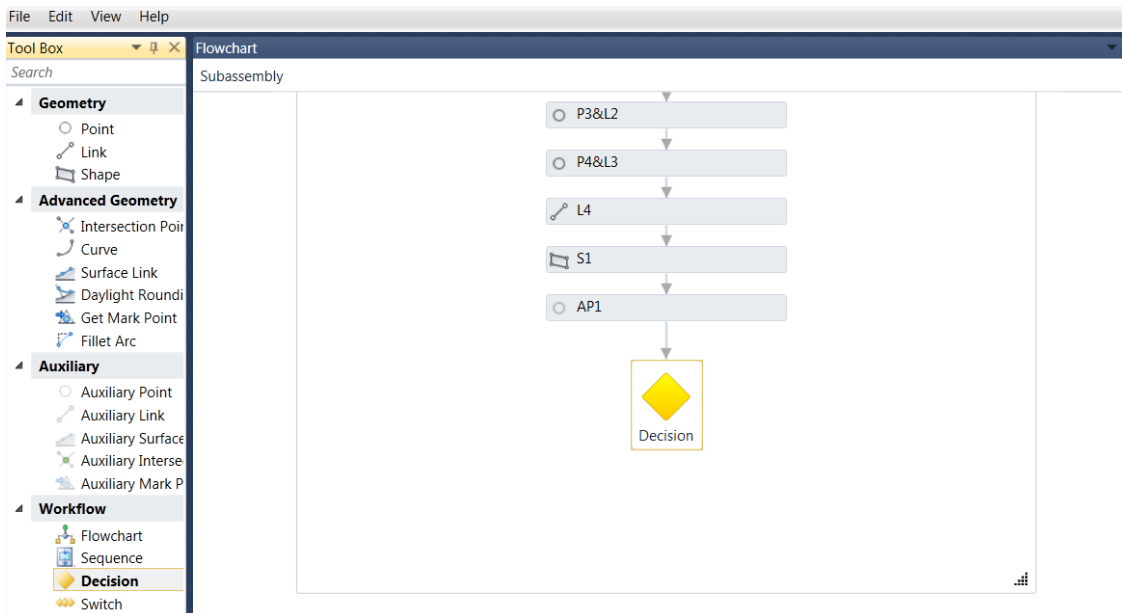 File Edit View Help
Tool Box
Search
Geometry
Point
Link
Shape
Advanced Geometry
Intersection Poir
Curve
Surface Link
Daylight Roundi
Get Mark Point
Fillet Arc
Auxiliary
Auxiliary Point
Auxiliary Link
Auxiliary Surface
Auxiliary Interse
Auxiliary Mark P
Workflow
Flowchart
Sequence
Decision
Switch
Flowchart
Subassembly
P3&L2
P4&L3
L4
S1
AP1
Decision